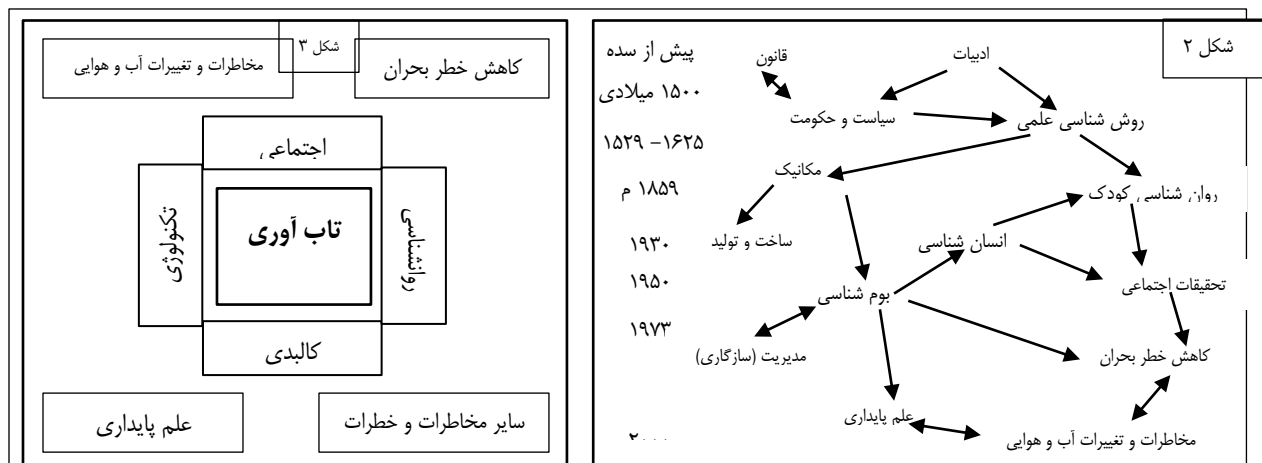 شکل ۲
پیش از سده
۱۵۰۰ میلادی
۱۵۲۹– ۱۶۲۵
۱۸۵۹ م
۱۹۳۰
۱۹۵۰
۱۹۷۳
۲۰۰۰
ادبیات
قانون
روش شناسی علمی
سیاست و حکومت
مکانیک
روان شناسی کودک
انسان شناسی
ساخت و تولید
تحقیقات اجتماعی
بوم شناسی
کاهش خطر بحران
مدیریت (سازگاری)
علم پایداری
مخاطرات و تغییرات آب و هوایی
شکل ۳
کاهش خطر بحران
مخاطرات و تغییرات آب و هوایی
اجتماعی
روانشناسی
تاب آوری
تکنولوژی
کالبدی
سایر مخاطرات و خطرات
علم پایداری